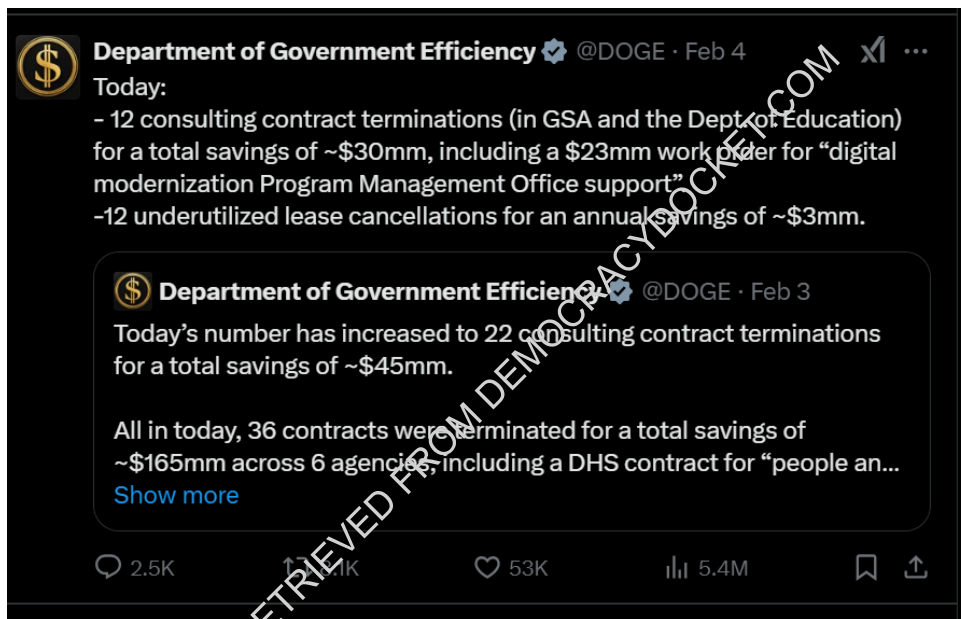 Department of Government Efficiency @DOGE · Feb 4
Today:
- 12 consulting contract terminations (in GSA and the Dept. of Education)
for a total savings of ~$30mm, including a $23mm work order for “digital
modernization Program Management Office support”
-12 underutilized lease cancellations for an annual savings of ~$3mm.
Department of Government Efficiency @DOGE · Feb 3
Today’s number has increased to 22 consulting contract terminations
for a total savings of ~$45mm.
All in today, 36 contracts were terminated for a total savings of
~$165mm across 6 agencies, including a DHS contract for “people an...
Show more
2.5K 53K 5.4M
ETRIEVED FROM DEMOCRACYDOCKET.COM